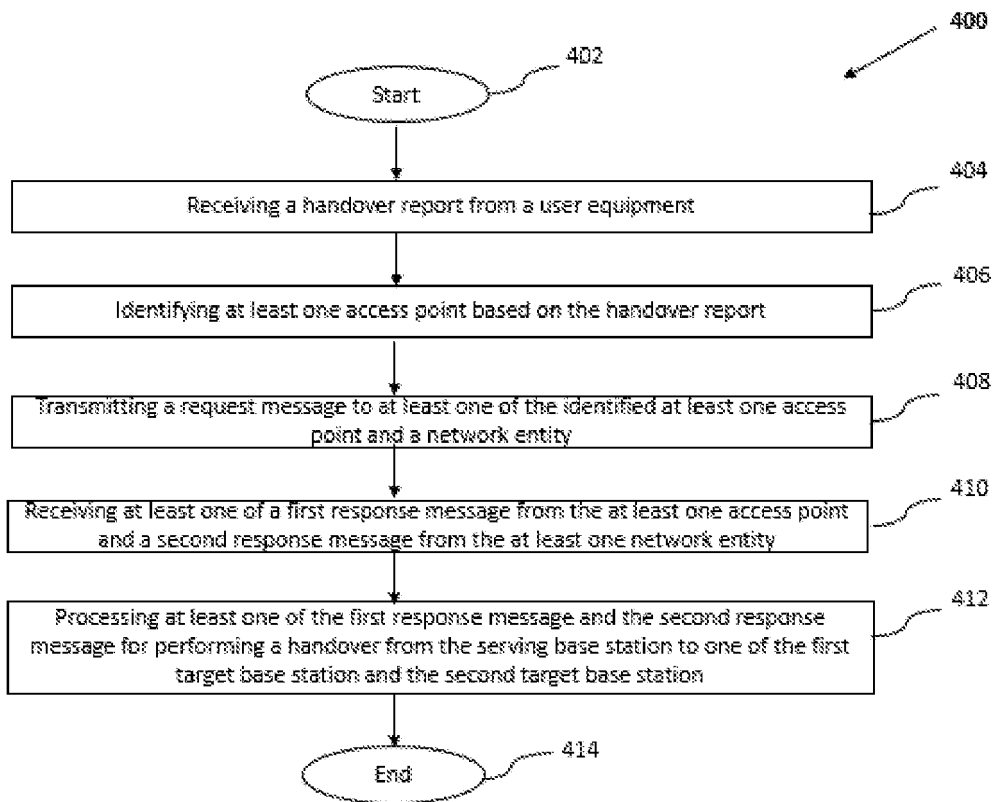 400
402
Start
404
Receiving a handover report from a user equipment
406
Identifying at least one access point based on the handover report
408
Transmitting a request message to at least one of the identified at least one access
point and a network entity
410
Receiving at least one of a first response message from the at least one access point
and a second response message from the at least one network entity
412
Processing at least one of the first response message and the second response
message for performing a handover from the serving base station to one of the first
target base station and the second target base station
414
End